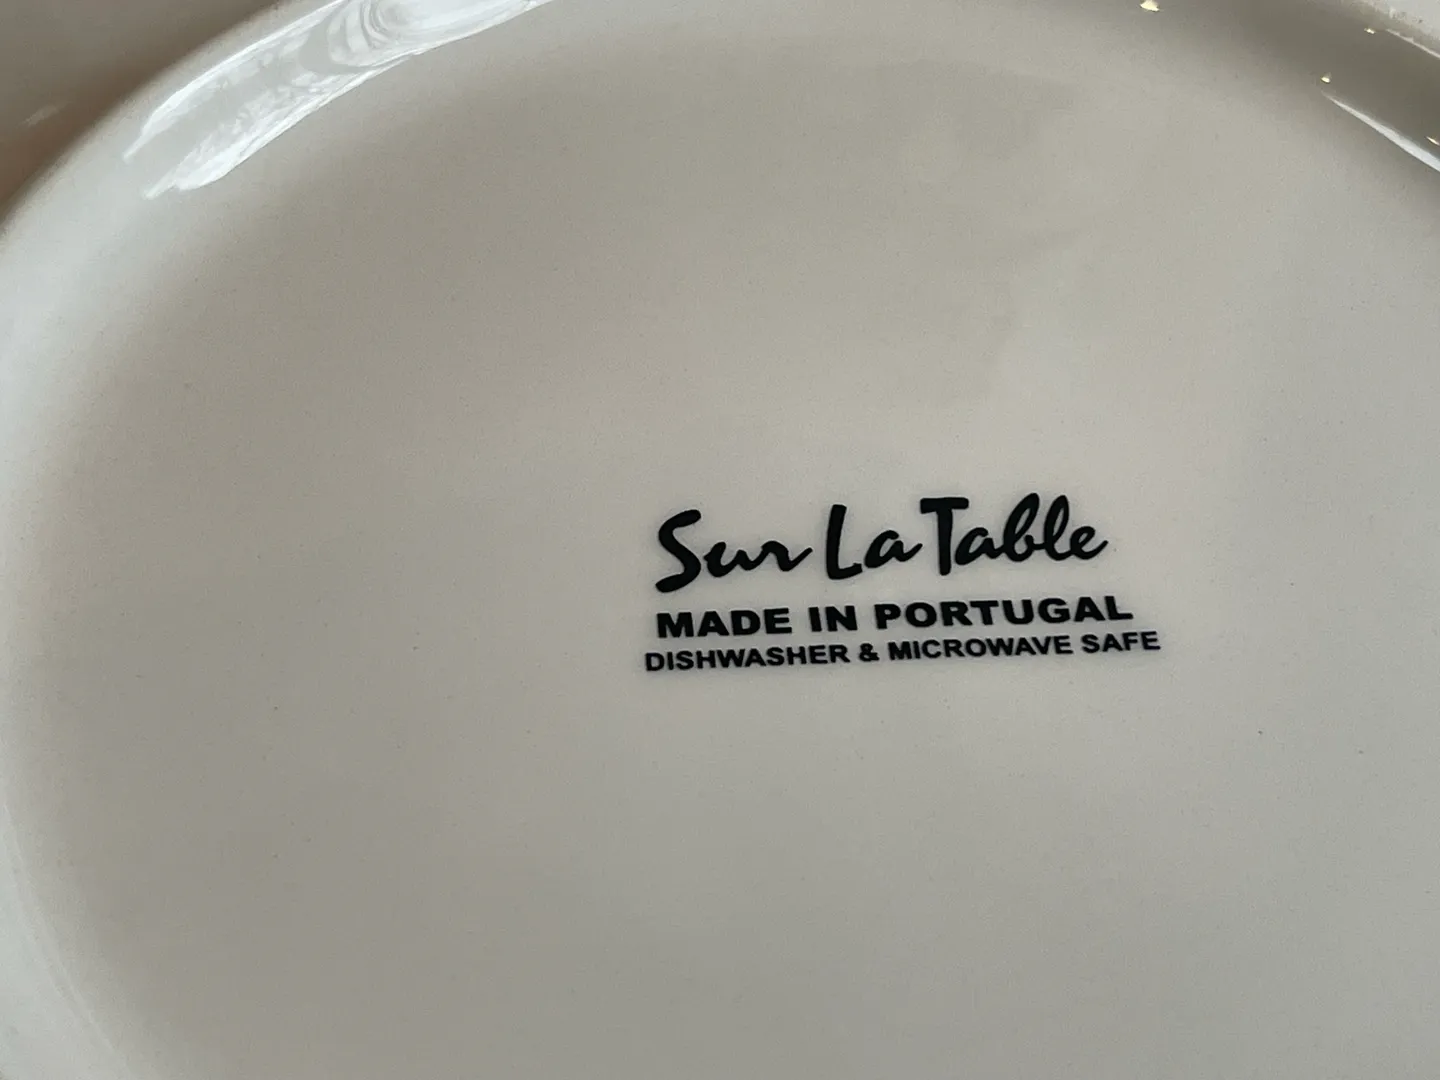 Sur La Table
MADE IN PORTUGAL
DISHWASHER & MICROWAVE SAFE